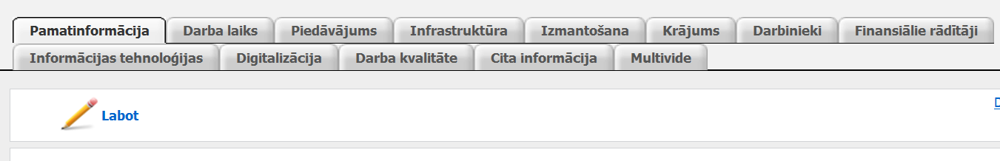 Pamatinformācija Darba laiks Piedāvājums Infrastruktūra Izmantošana Krājums Darbinieki Finansiālie rādītāji
Informācijas tehnoloģijas Digitalizācija Darba kvalitāte Cita informācija Multivide
Labot